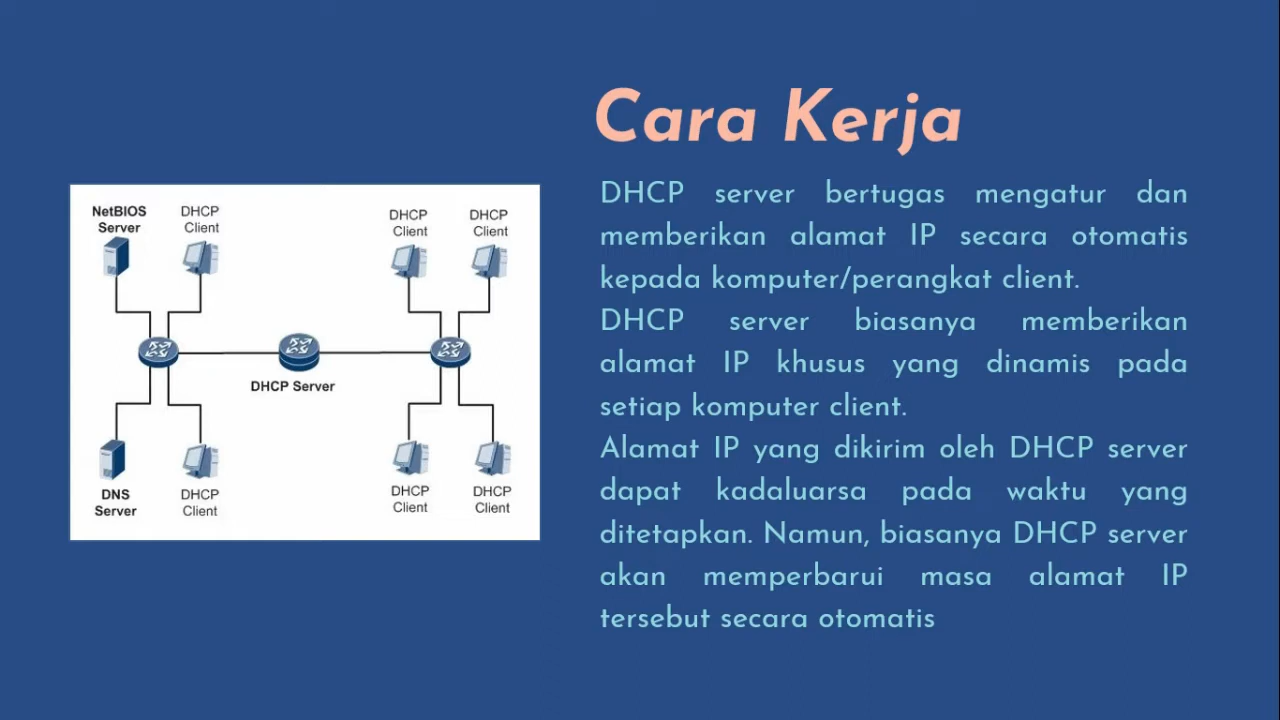 Cara Kerja
DHCP server bertugas mengatur dan
memberikan alamat IP secara otomatis
kepada komputer/perangkat client.
DHCP server biasanya memberikan
alamat IP khusus yang dinamis pada
setiap komputer client.
Alamat IP yang dikirim oleh DHCP server
dapat kadaluarsa pada waktu yang
ditetapkan. Namun, biasanya DHCP server
akan memperbarui masa alamat IP
tersebut secara otomatis
NetBIOS
Server
DHCP
Client
DHCP
Client
DHCP
Client
DHCP Server
DNS
Server
DHCP
Client
DHCP
Client
DHCP
Client